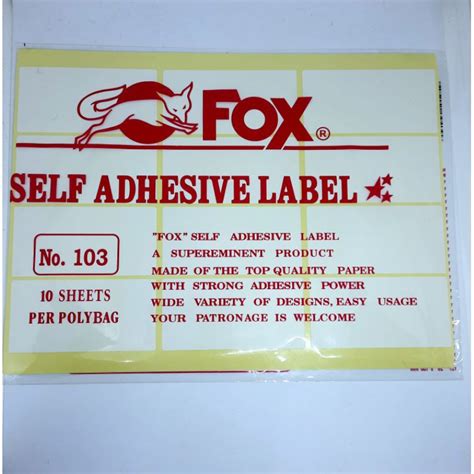 FOX ®
SELF ADHESIVE LABEL
No. 103
10 SHEETS
PER POLYBAG
"FOX" SELF ADHESIVE LABEL
A SUPEREMINENT PRODUCT
MADE OF THE TOP QUALITY PAPER
WITH STRONG ADHESIVE POWER
WIDE VARIETY OF DESIGNS, EASY USAGE
YOUR PATRONAGE IS WELCOME